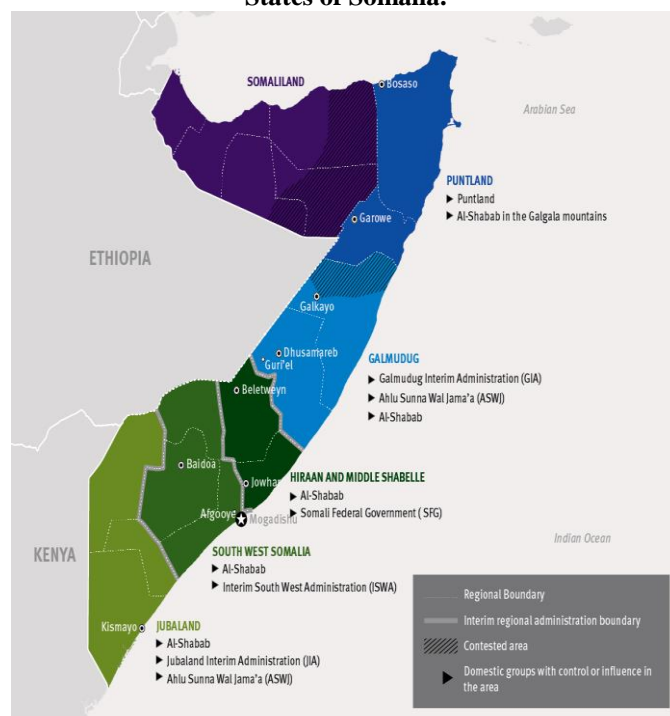 States of Somalia.
SOMALILAND
Bosaso
Arabian Sea
PUNTLAND
Puntland
Al-Shabab in the Galgala mountains
Garowe
ETHIOPIA
Galkayo
Dhusamareb
Guri'el
GALMUDUG
Galmudug Interim Administration (GIA)
Ahlu Sunna Wal Jama'a (ASWJ)
Al-Shabab
Beletweyn
Baidoa
Jowhar
HIRAAN AND MIDDLE SHABELLE
Al-Shabab
Somali Federal Government ( SFG)
Afgooye
Mogadishu
Indian Ocean
KENYA
SOUTH WEST SOMALIA
Al-Shabab
Interim South West Administration (ISWA)
Kismayo
JUBALAND
Al-Shabab
Jubaland Interim Administration (JIA)
Ahlu Sunna Wal Jama'a (ASWJ)
Regional Boundary
Interim regional administration boundary
Contested area
Domestic groups with control or influence in
the area